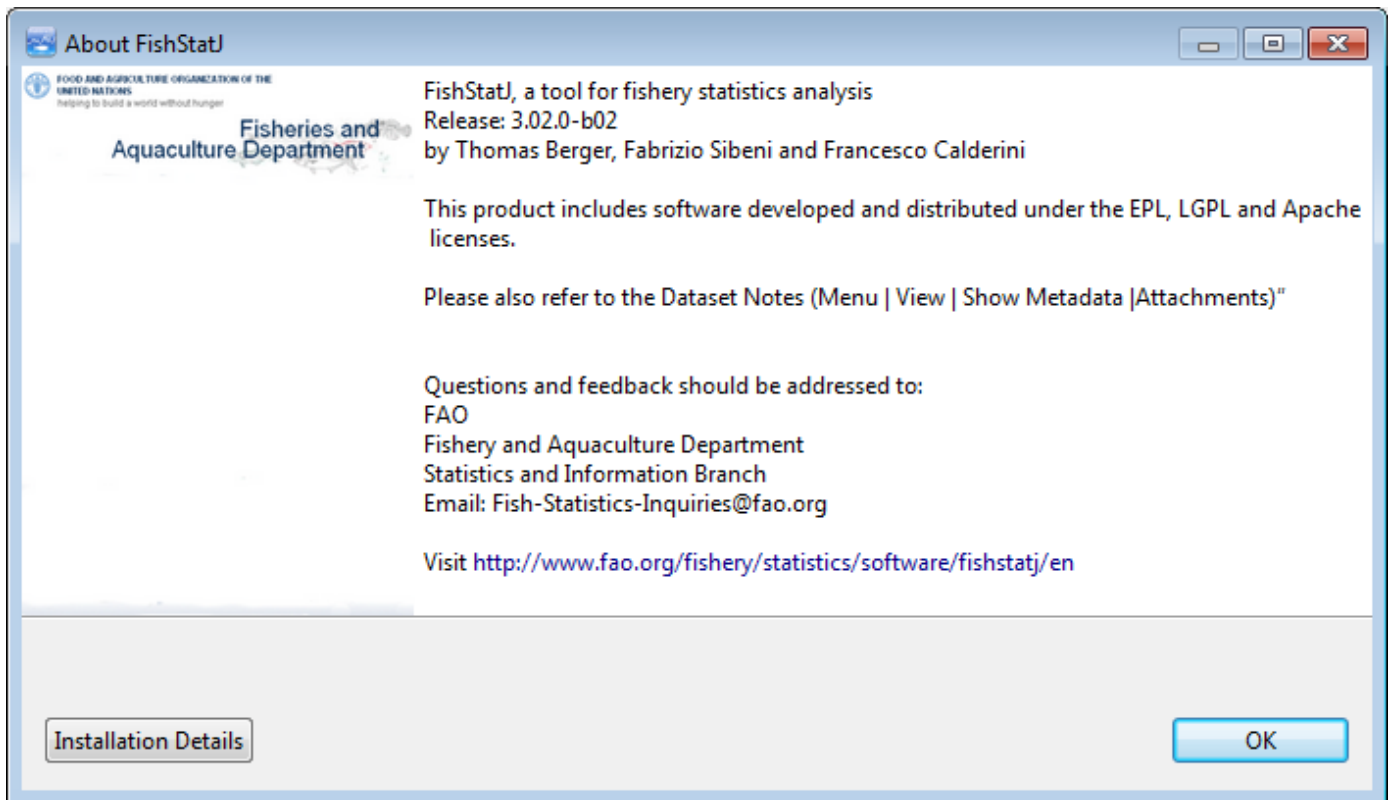 About FishStatJ
FOOD AND AGRICULTURE ORGANIZATION OF THE
UNITED NATIONS
helping to build a world without hunger
Fisheries and
Aquaculture Department
FishStatJ, a tool for fishery statistics analysis
Release: 3.02.0-b02
by Thomas Berger, Fabrizio Sibeni and Francesco Calderini
This product includes software developed and distributed under the EPL, LGPL and Apache
licenses.
Please also refer to the Dataset Notes (Menu | View | Show Metadata |Attachments)"
Questions and feedback should be addressed to:
FAO
Fishery and Aquaculture Department
Statistics and Information Branch
Email: Fish-Statistics-Inquiries@fao.org
Visit http://www.fao.org/fishery/statistics/software/fishstatj/en
Installation Details
OK